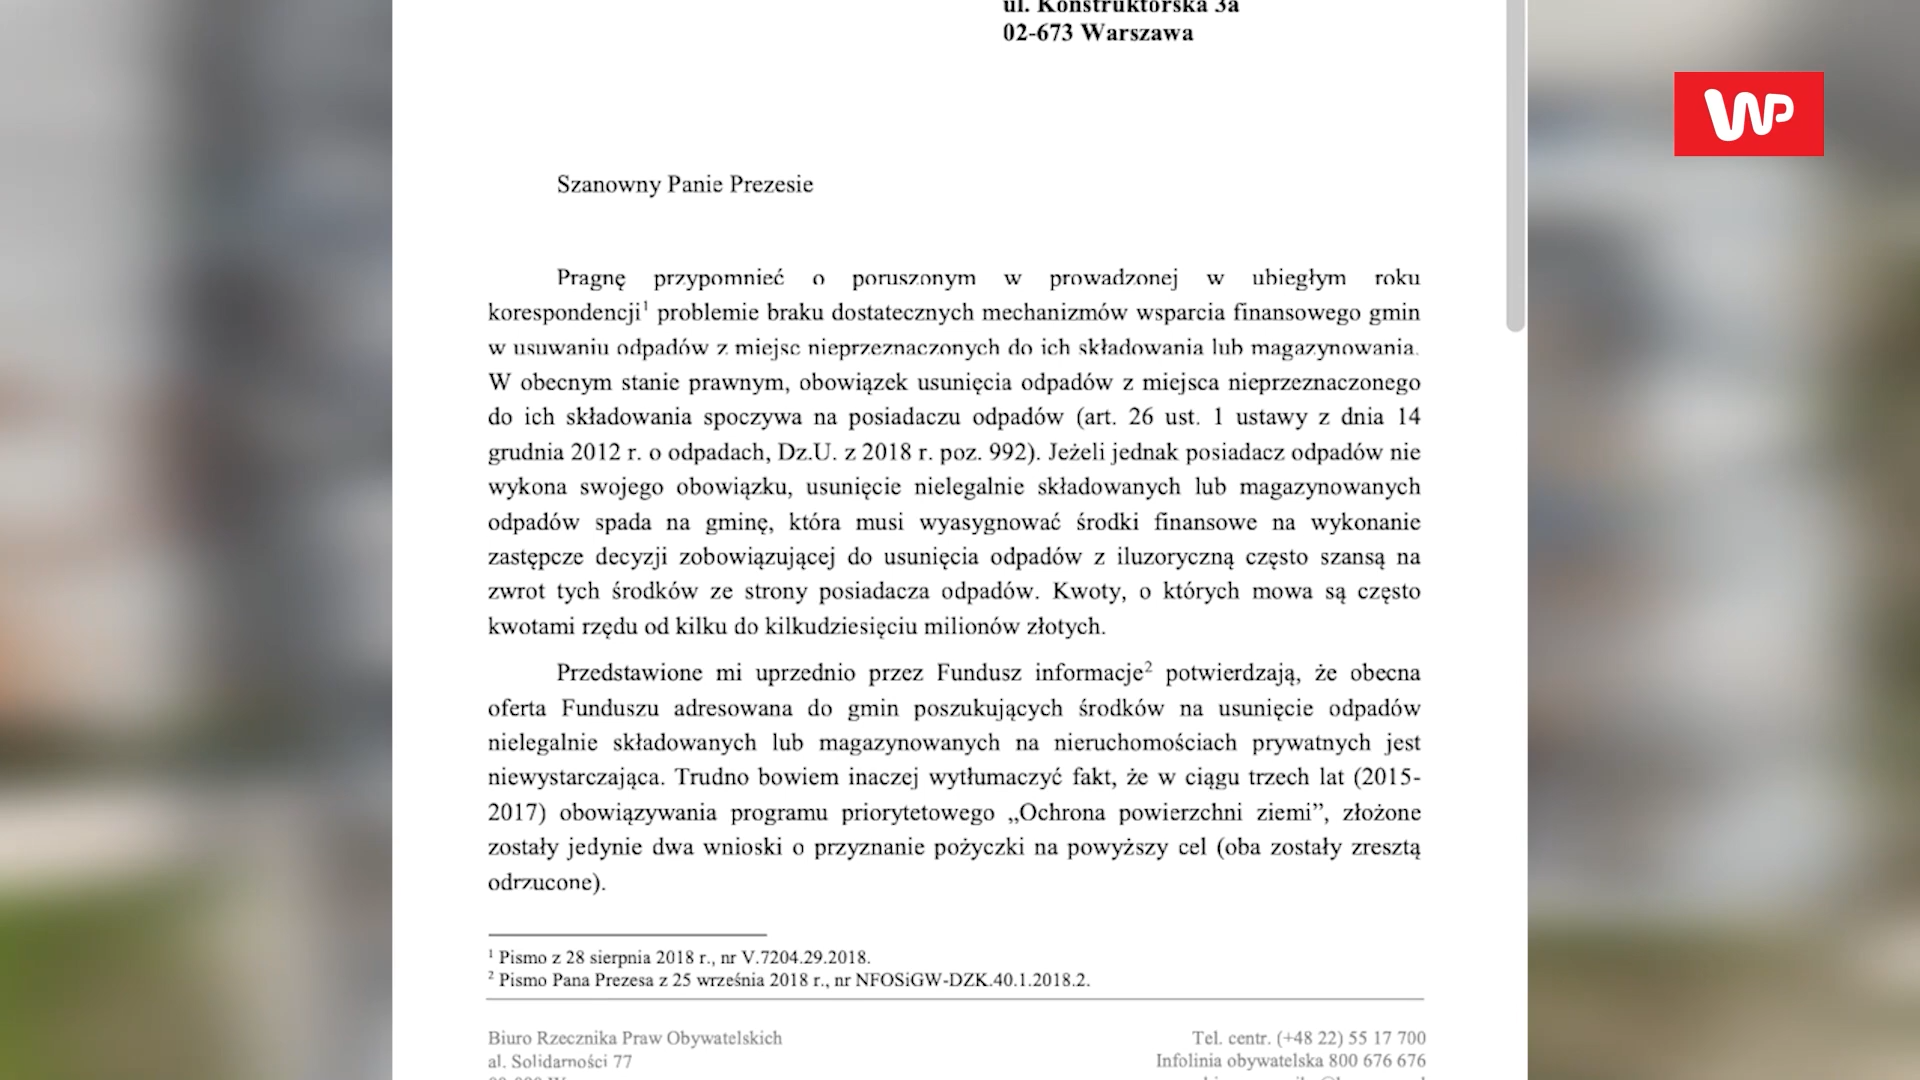 ul. Konstruktorska 3a
02-673 Warszawa
WP
Szanowny Panie Prezesie
Pragnę przypomnieć o poruszonym w prowadzonej w ubiegłym roku
korespondencji¹ problemie braku dostatecznych mechanizmów wsparcia finansowego gmin
w usuwaniu odpadów z miejsc nieprzeznaczonych do ich składowania lub magazynowania.
W obecnym stanie prawnym, obowiązek usunięcia odpadów z miejsca nieprzeznaczonego
do ich składowania spoczywa na posiadaczu odpadów (art. 26 ust. 1 ustawy z dnia 14
grudnia 2012 r. o odpadach, Dz.U. z 2018 r. poz. 992). Jeżeli jednak posiadacz odpadów nie
wykona swojego obowiązku, usunięcie nielegalnie składowanych lub magazynowanych
odpadów spada na gminę, która musi wyasygnować środki finansowe na wykonanie
zastępcze decyzji zobowiązującej do usunięcia odpadów z iluzoryczną często szansą na
zwrot tych środków ze strony posiadacza odpadów. Kwoty, o których mowa są często
kwotami rzędu od kilku do kilkudziesięciu milionów złotych.
Przedstawione mi uprzednio przez Fundusz informacje² potwierdzają, że obecna
oferta Funduszu adresowana do gmin poszukujących środków na usunięcie odpadów
nielegalnie składowanych lub magazynowanych na nieruchomościach prywatnych jest
niewystarczająca. Trudno bowiem inaczej wytłumaczyć fakt, że w ciągu trzech lat (2015-
2017) obowiązywania programu priorytetowego „Ochrona powierzchni ziemi”, złożone
zostały jedynie dwa wnioski o przyznanie pożyczki na powyższy cel (oba zostały zresztą
odrzucone).
¹ Pismo z 28 sierpnia 2018 r., nr V.7204.29.2018.
² Pismo Pana Prezesa z 25 września 2018 r., nr NFOSiGW-DZK.40.1.2018.2.
Biuro Rzecznika Praw Obywatelskich
Tel. centr. (+48 22) 55 17 700
al. Solidarności 77
Infolinia obywatelska 800 676 676